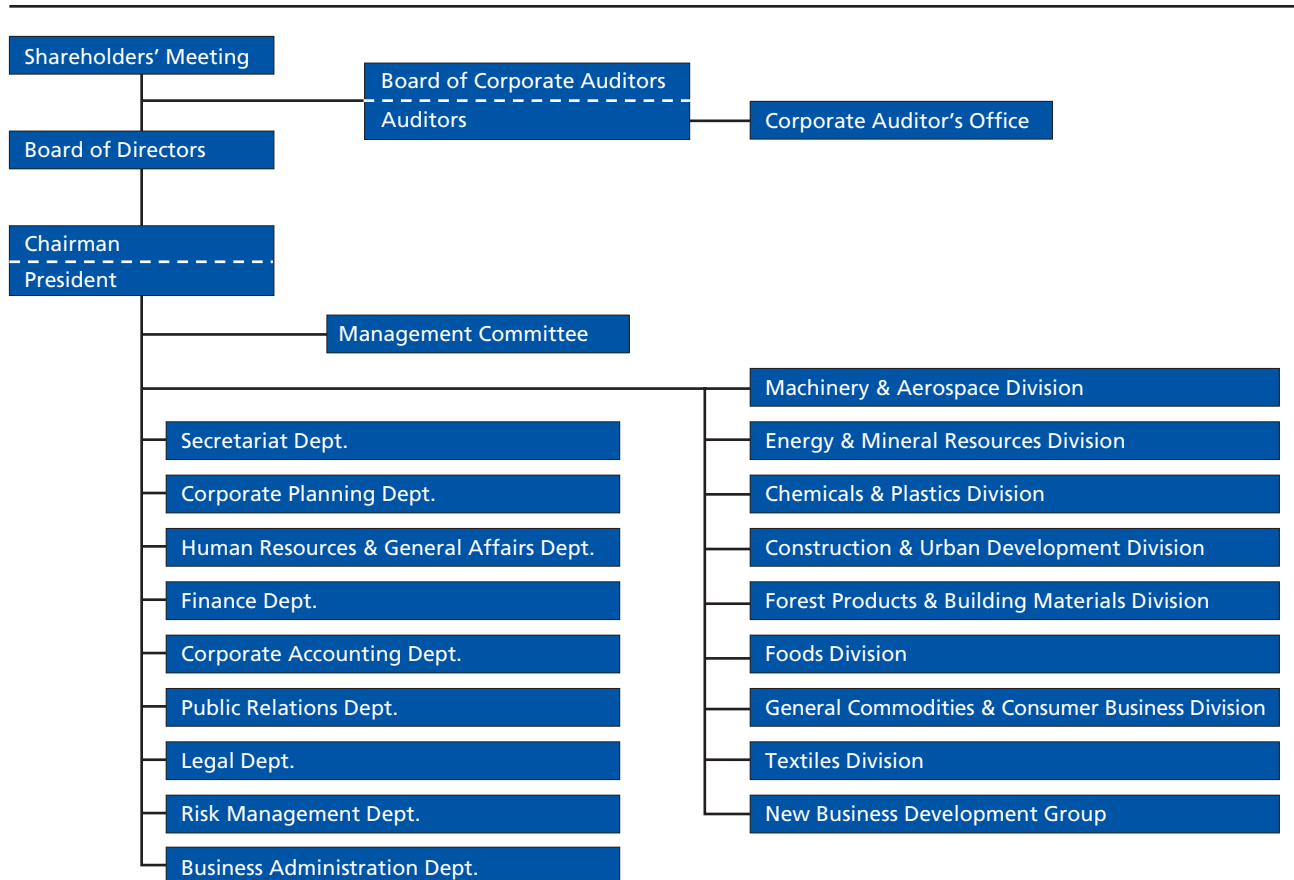 Shareholders’ Meeting
Board of Corporate Auditors
Auditors
Corporate Auditor’s Office
Board of Directors
Chairman
President
Management Committee
Secretariat Dept.
Corporate Planning Dept.
Human Resources & General Affairs Dept.
Finance Dept.
Corporate Accounting Dept.
Public Relations Dept.
Legal Dept.
Risk Management Dept.
Business Administration Dept.
Machinery & Aerospace Division
Energy & Mineral Resources Division
Chemicals & Plastics Division
Construction & Urban Development Division
Forest Products & Building Materials Division
Foods Division
General Commodities & Consumer Business Division
Textiles Division
New Business Development Group